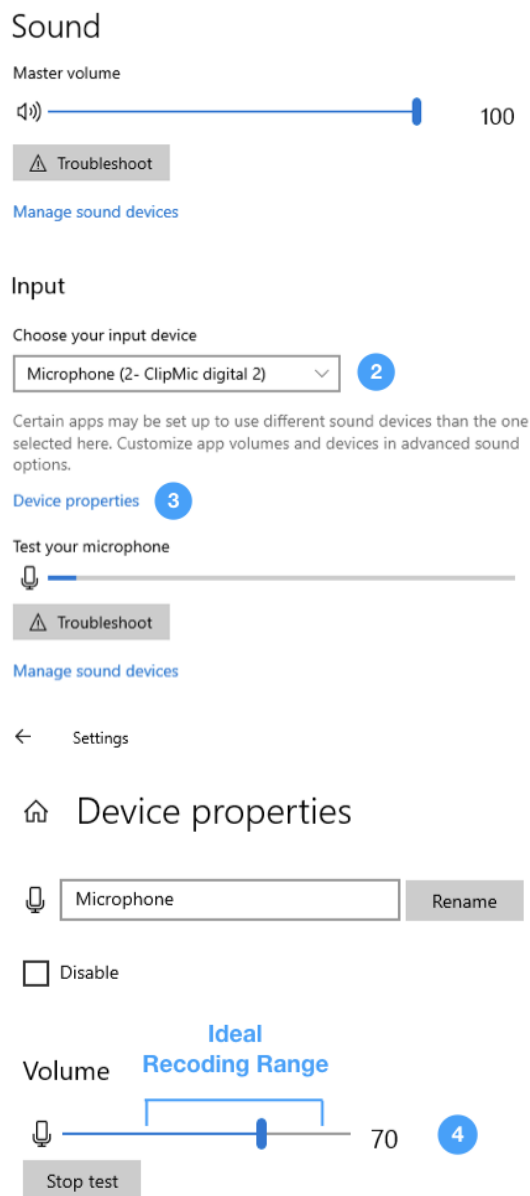 Sound
Master volume
100
Troubleshoot
Manage sound devices
Input
Choose your input device
Microphone (2- ClipMic digital 2)
2
Certain apps may be set up to use different sound devices than the one
selected here. Customize app volumes and devices in advanced sound
options.
Device properties
3
Test your microphone
Troubleshoot
Manage sound devices
Settings
Device properties
Microphone
Rename
Disable
Ideal
Recoding Range
Volume
70
4
Stop test